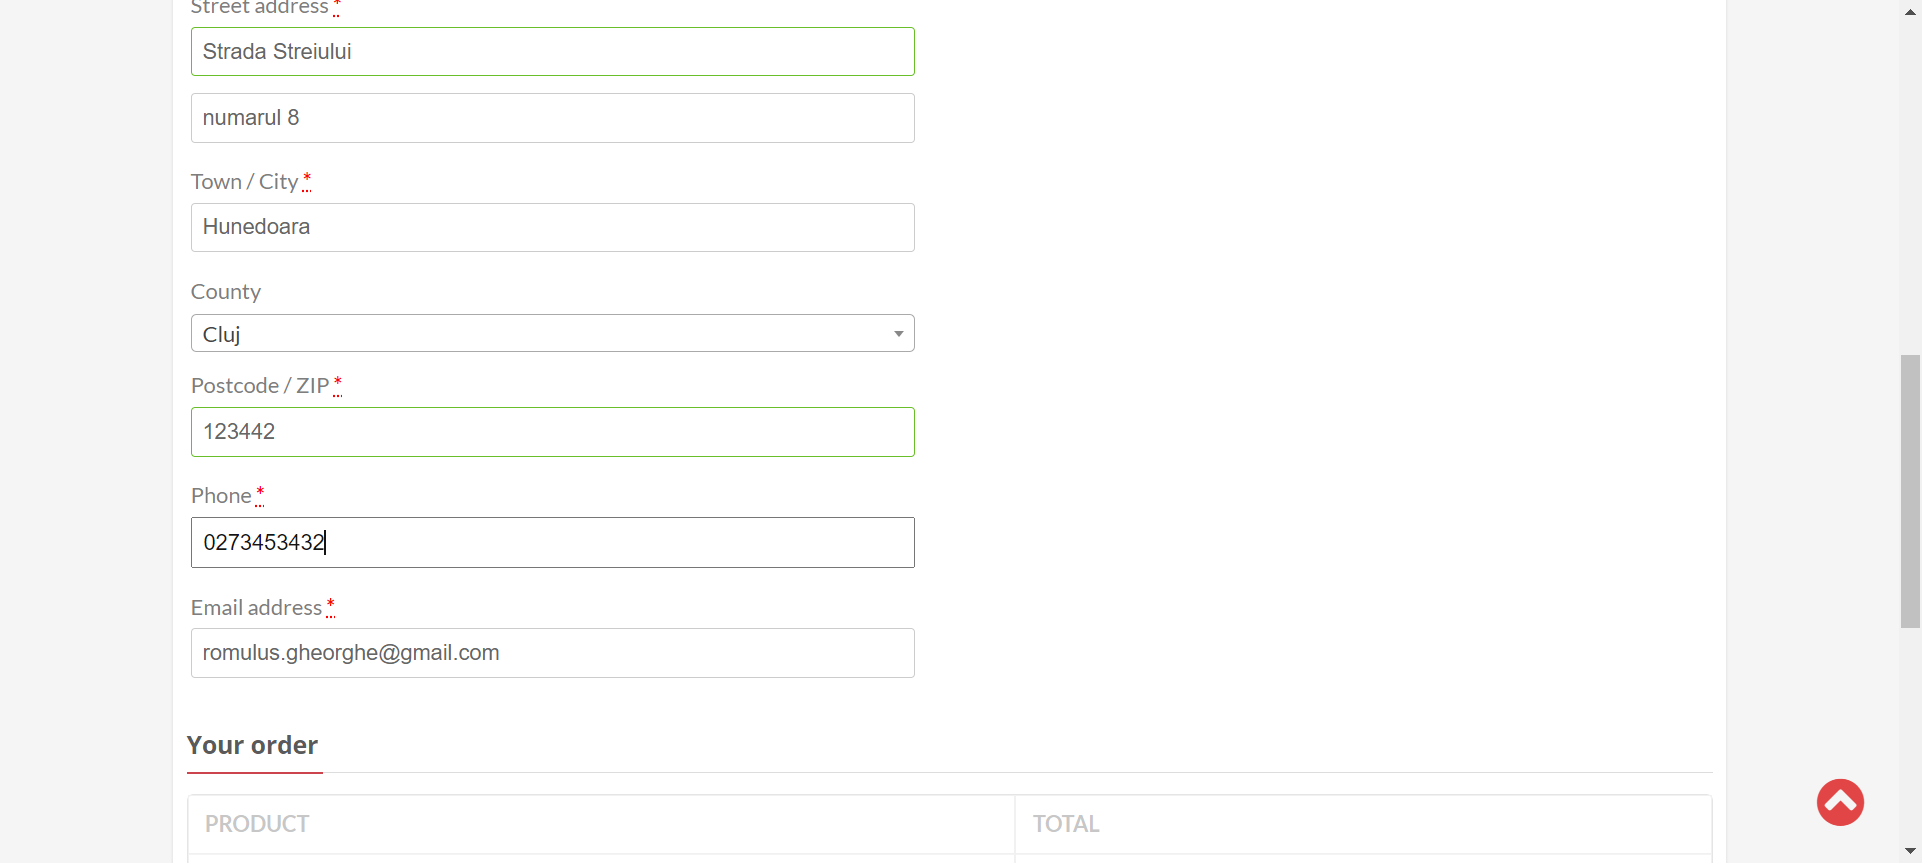 Street address *
Strada Streiului
numarul 8
Town / City *
Hunedoara
County
Cluj
Postcode / ZIP *
123442
Phone *
0273453432
Email address *
romulus.gheorghe@gmail.com
Your order
PRODUCT TOTAL